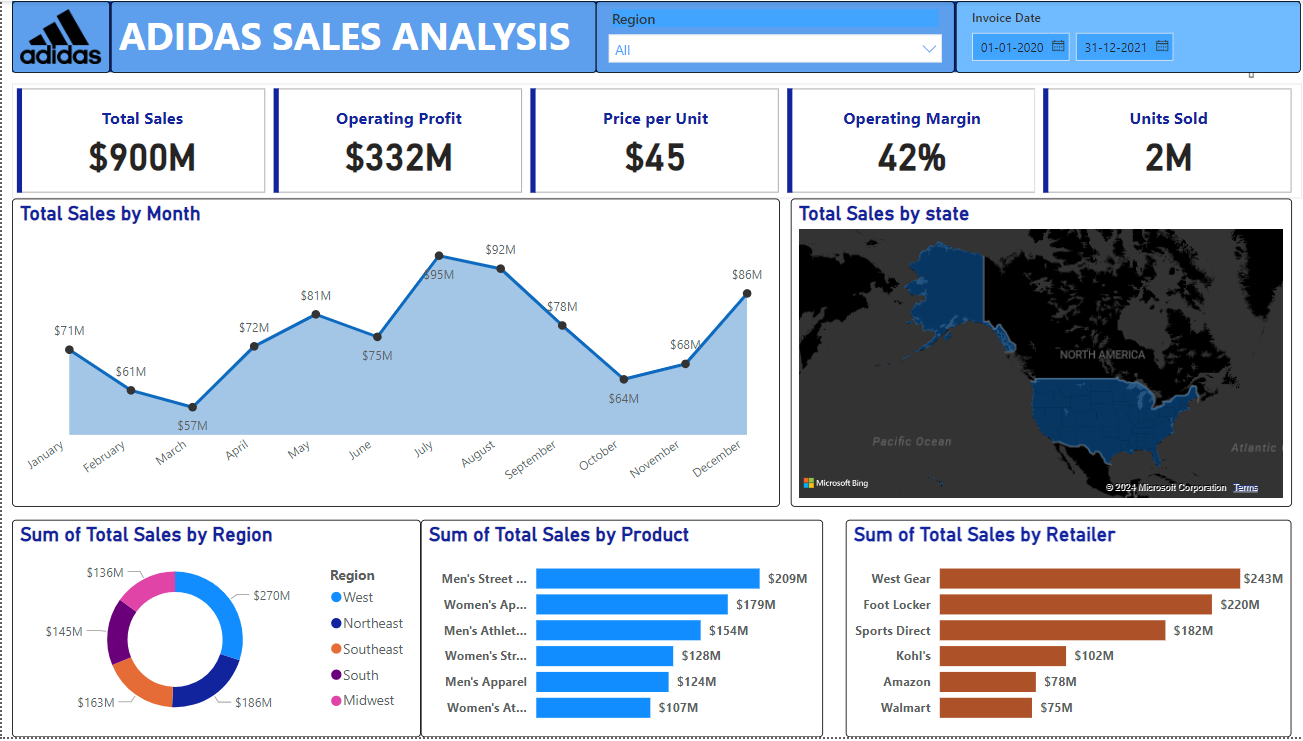 adidas
ADIDAS SALES ANALYSIS
Region
All
Invoice Date
01-01-2020
31-12-2021
Total Sales
$900M
Operating Profit
$332M
Price per Unit
$45
Operating Margin
42%
Units Sold
2M
Total Sales by Month
$71M
$61M
$57M
$72M
$81M
$75M
$95M
$92M
$78M
$64M
$68M
$86M
January
February
March
April
May
June
July
August
September
October
November
December
Total Sales by state
NORTH AMERICA
Pacific Ocean
Atlantic
Microsoft Bing
© 2024 Microsoft Corporation Terms
Sum of Total Sales by Region
$136M
$270M
$145M
$163M
$186M
Region
West
Northeast
Southeast
South
Midwest
Sum of Total Sales by Product
Men's Street ... $209M
Women's Ap... $179M
Men's Athlet... $154M
Women's Str... $128M
Men's Apparel $124M
Women's At... $107M
Sum of Total Sales by Retailer
West Gear $243M
Foot Locker $220M
Sports Direct $182M
Kohl's $102M
Amazon $78M
Walmart $75M